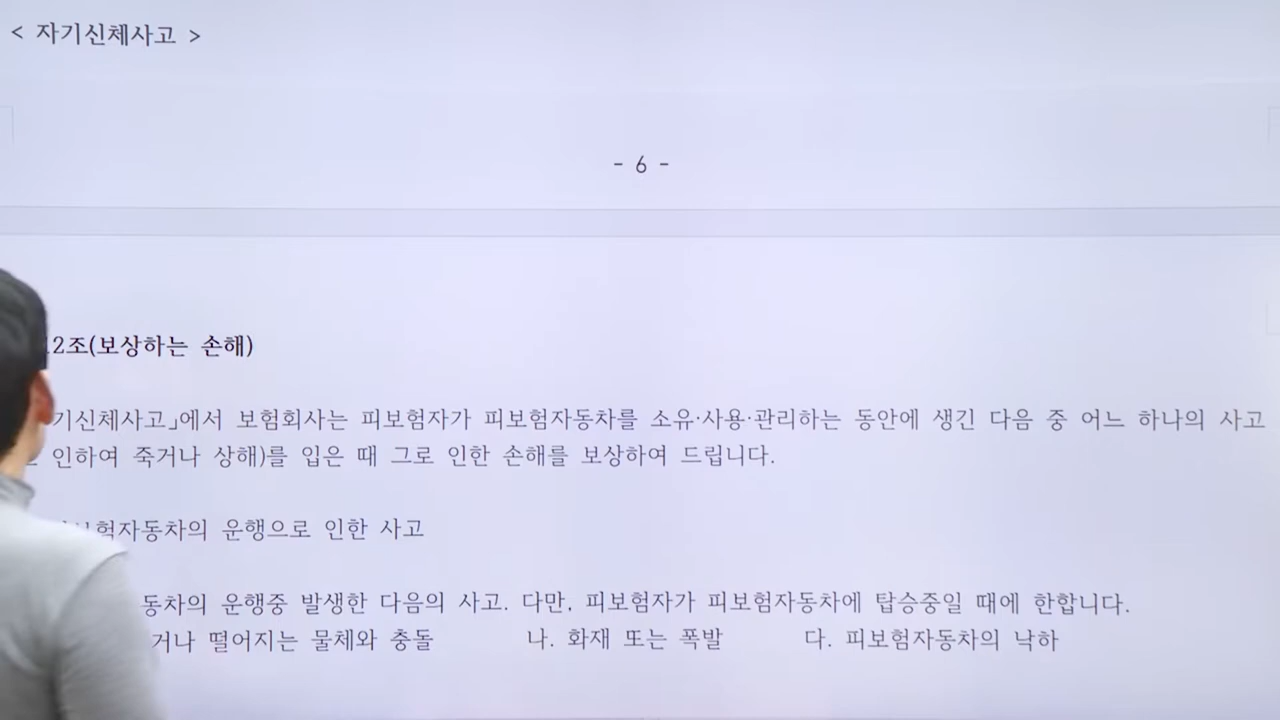 < 자기신체사고 >
- 6 -
2조(보상하는 손해)
기신체사고」에서 보험회사는 피보험자가 피보험자동차를 소유·사용·관리하는 동안에 생긴 다음 중 어느 하나의 사고
인하여 죽거나 상해)를 입은 때 그로 인한 손해를 보상하여 드립니다.
험자동차의 운행으로 인한 사고
동차의 운행중 발생한 다음의 사고. 다만, 피보험자가 피보험자동차에 탑승중일 때에 한합니다.
거나 떨어지는 물체와 충돌 나. 화재 또는 폭발 다. 피보험자동차의 낙하